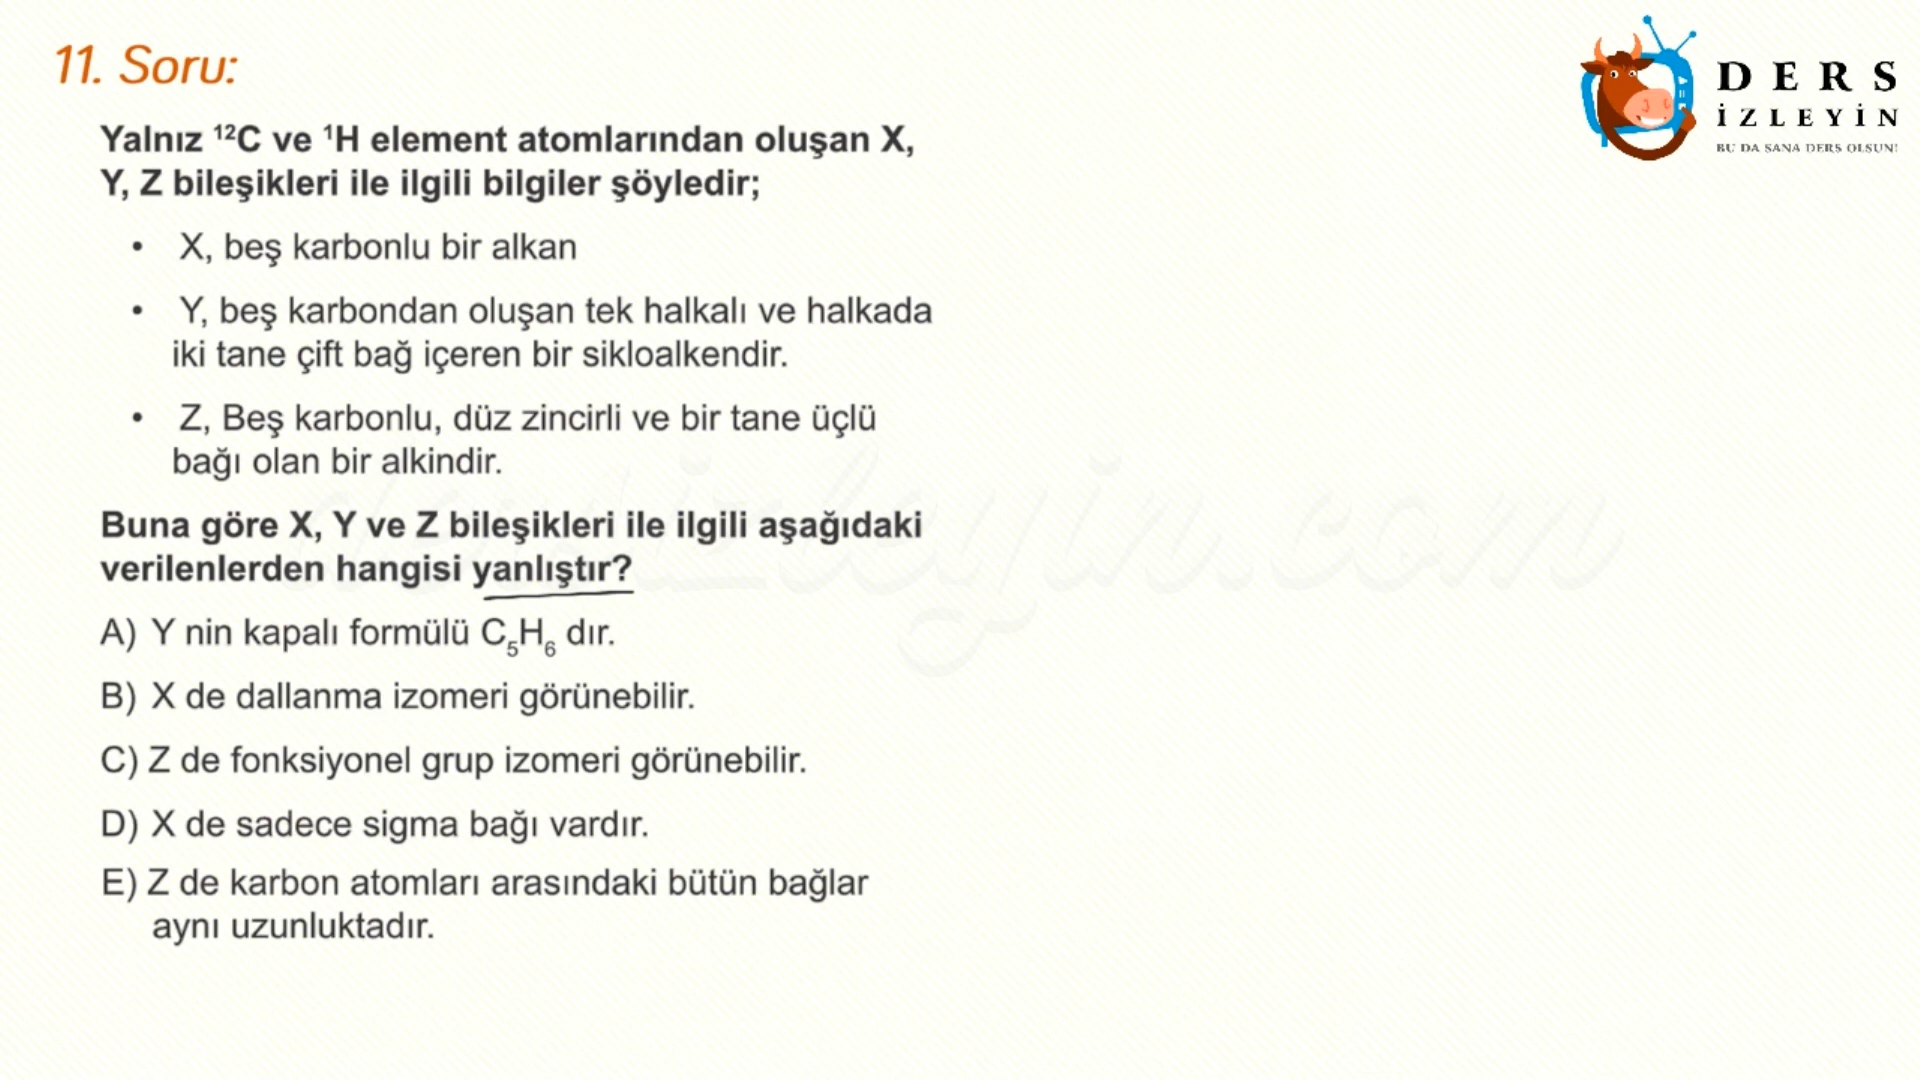 11. Soru:
DERS
İZLEYİN
BU DA SANA DERS OLSUN!
Yalnız ¹²C ve ¹H element atomlarından oluşan X,
Y, Z bileşikleri ile ilgili bilgiler şöyledir;
• X, beş karbonlu bir alkan
• Y, beş karbondan oluşan tek halkalı ve halkada
iki tane çift bağ içeren bir sikloalkendir.
• Z, Beş karbonlu, düz zincirli ve bir tane üçlü
bağı olan bir alkindir.
Buna göre X, Y ve Z bileşikleri ile ilgili aşağıdaki
verilenlerden hangisi yanlıştır?
A) Y nin kapalı formülü C₅H₆ dır.
B) X de dallanma izomeri görünebilir.
C) Z de fonksiyonel grup izomeri görünebilir.
D) X de sadece sigma bağı vardır.
E) Z de karbon atomları arasındaki bütün bağlar
aynı uzunluktadır.
dersizleyin.com